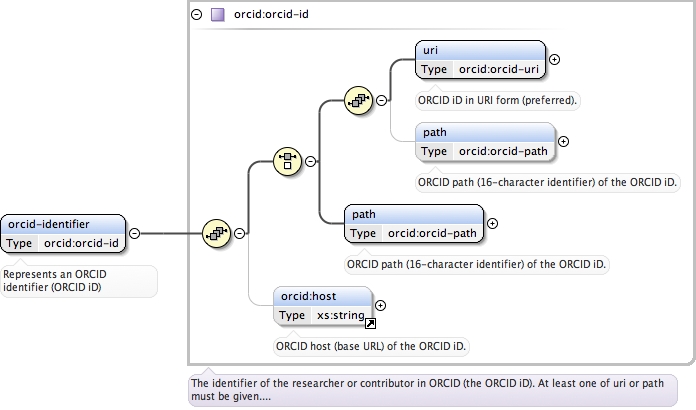 orcid:orcid-id
uri
Type orcid:orcid-uri
ORCID iD in URI form (preferred).
path
Type orcid:orcid-path
ORCID path (16-character identifier) of the ORCID iD.
orcid-identifier
Type orcid:orcid-id
Represents an ORCID
identifier (ORCID iD)
path
Type orcid:orcid-path
ORCID path (16-character identifier) of the ORCID iD.
orcid:host
Type xs:string
ORCID host (base URL) of the ORCID iD.
The identifier of the researcher or contributor in ORCID (the ORCID iD). At least one of uri or path
must be given....